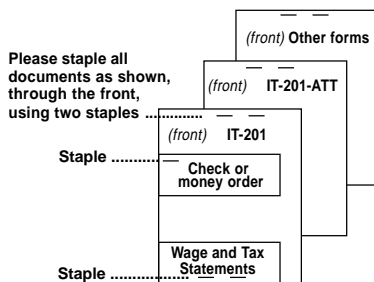 (front) Other forms
Please staple all
documents as shown,
through the front,
using two staples ..............
(front) IT-201-ATT
(front) IT-201
Staple ............
Check or
money order
Wage and Tax
Statements
Staple ...................